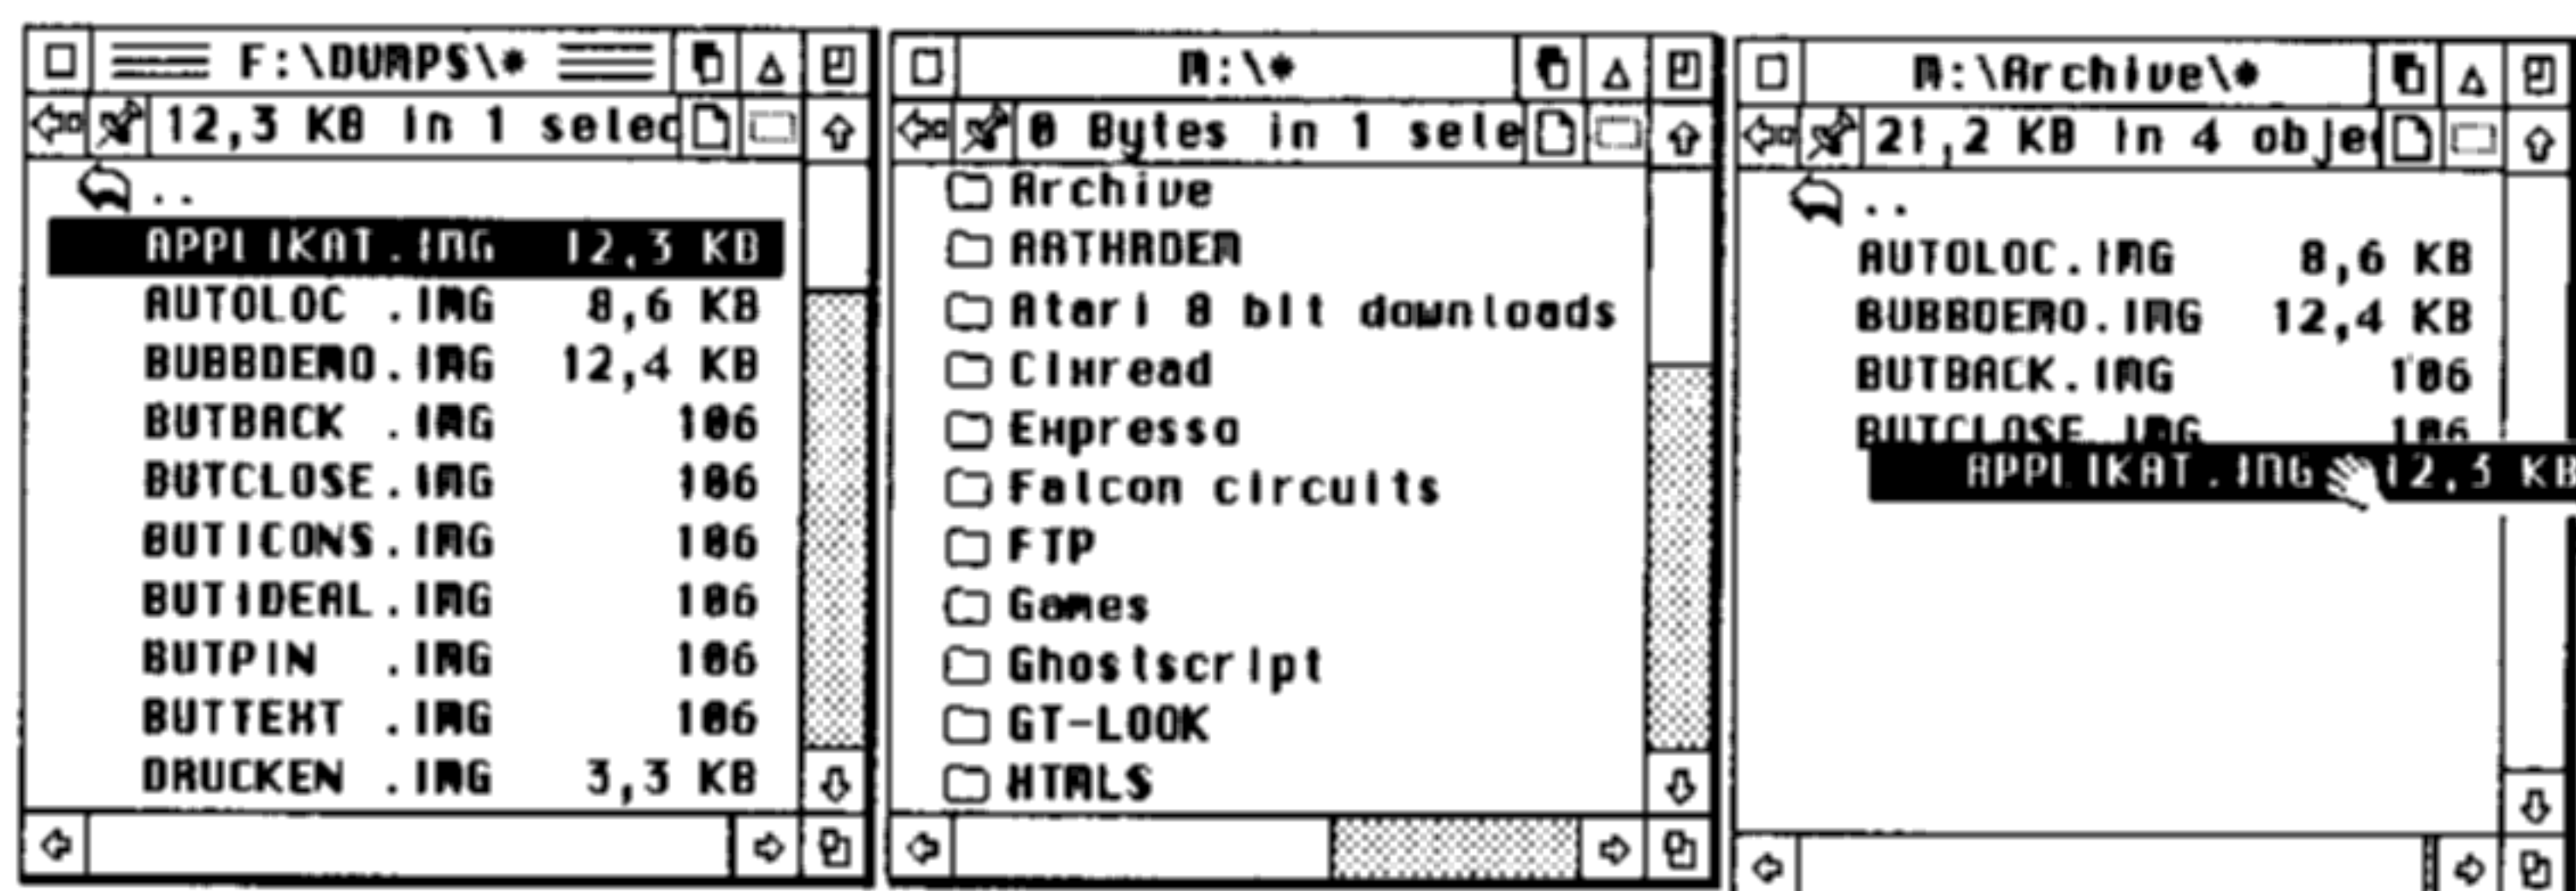 F:\DUMPS\*
12,3 KB in 1 selec
..
APPLIKAT.IMG 12,3 KB
AUTOLOC .IMG 8,6 KB
BUBBDEMO.IMG 12,4 KB
BUTBACK .IMG 106
BUTCLOSE.IMG 106
BUTICONS.IMG 106
BUTIDEAL.IMG 106
BUTPIN .IMG 106
BUTTEXT .IMG 106
DRUCKEN .IMG 3,3 KB
M:\*
0 Bytes in 1 sele
Archive
ARTHRDEM
Atari 8 bit downloads
Cixread
Expresso
Falcon circuits
FTP
Games
Ghostscript
GT-LOOK
HTMLS
M:\Archive\*
21,2 KB in 4 obje
..
AUTOLOC.IMG 8,6 KB
BUBBDEMO.IMG 12,4 KB
BUTBACK.IMG 106
BUTCLOSE.IMG 106
APPLIKAT.IMG 12,3 KB